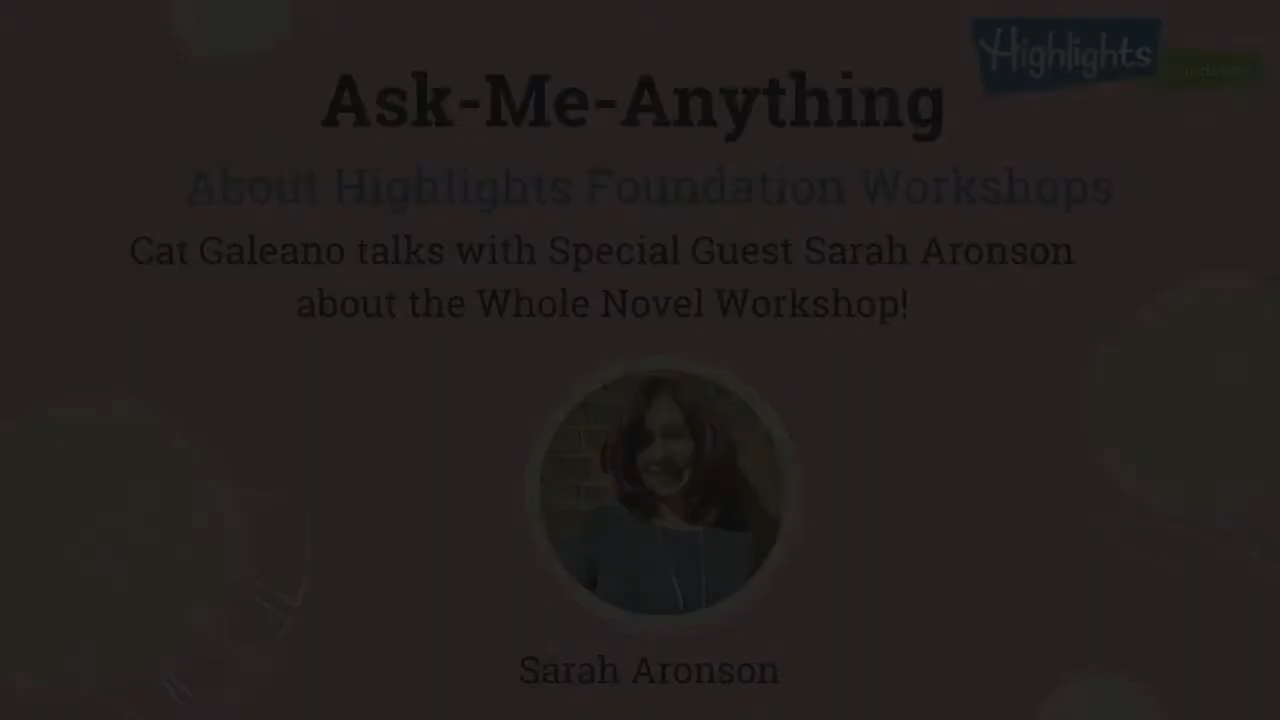 Highlights
Foundation
Ask-Me-Anything
About Highlights Foundation Workshops
Cat Galeano talks with Special Guest Sarah Aronson
about the Whole Novel Workshop!
Sarah Aronson